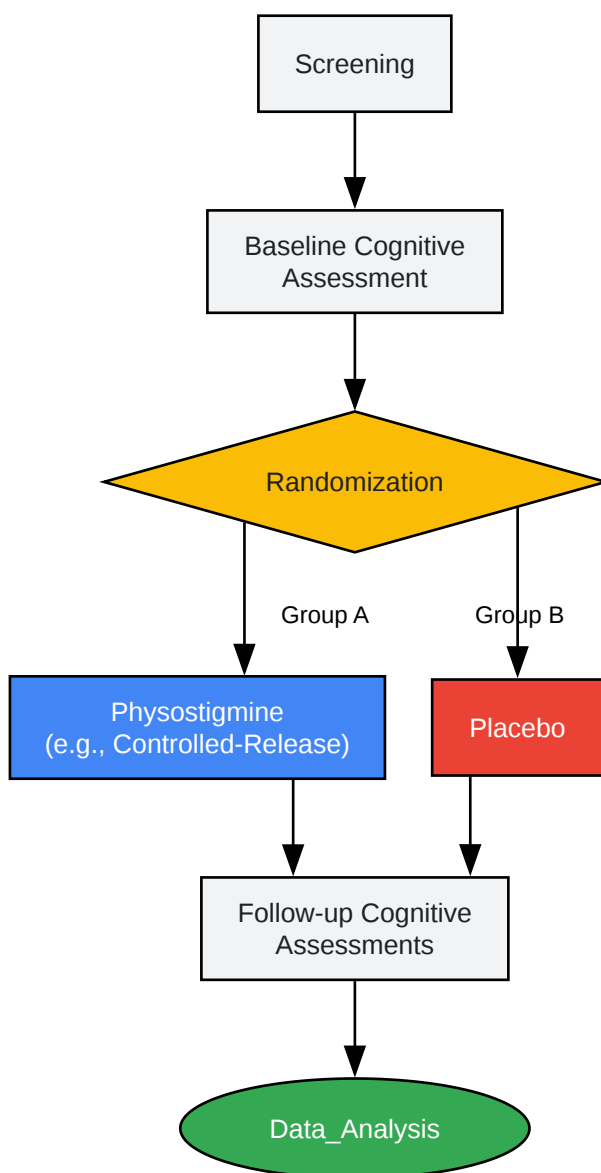 Screening
Baseline Cognitive
Assessment
Randomization
Group A
Group B
Physostigmine
(e.g., Controlled-Release)
Placebo
Follow-up Cognitive
Assessments
Data_Analysis